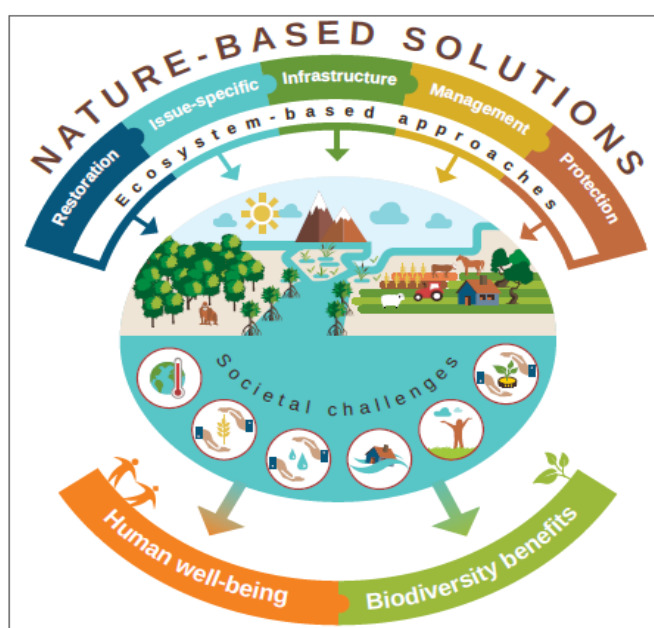 NATURE-BASED SOLUTIONS
Restoration
Issue-specific
Infrastructure
Management
Protection
Ecosystem-based approaches
Societal challenges
Human well-being
Biodiversity benefits